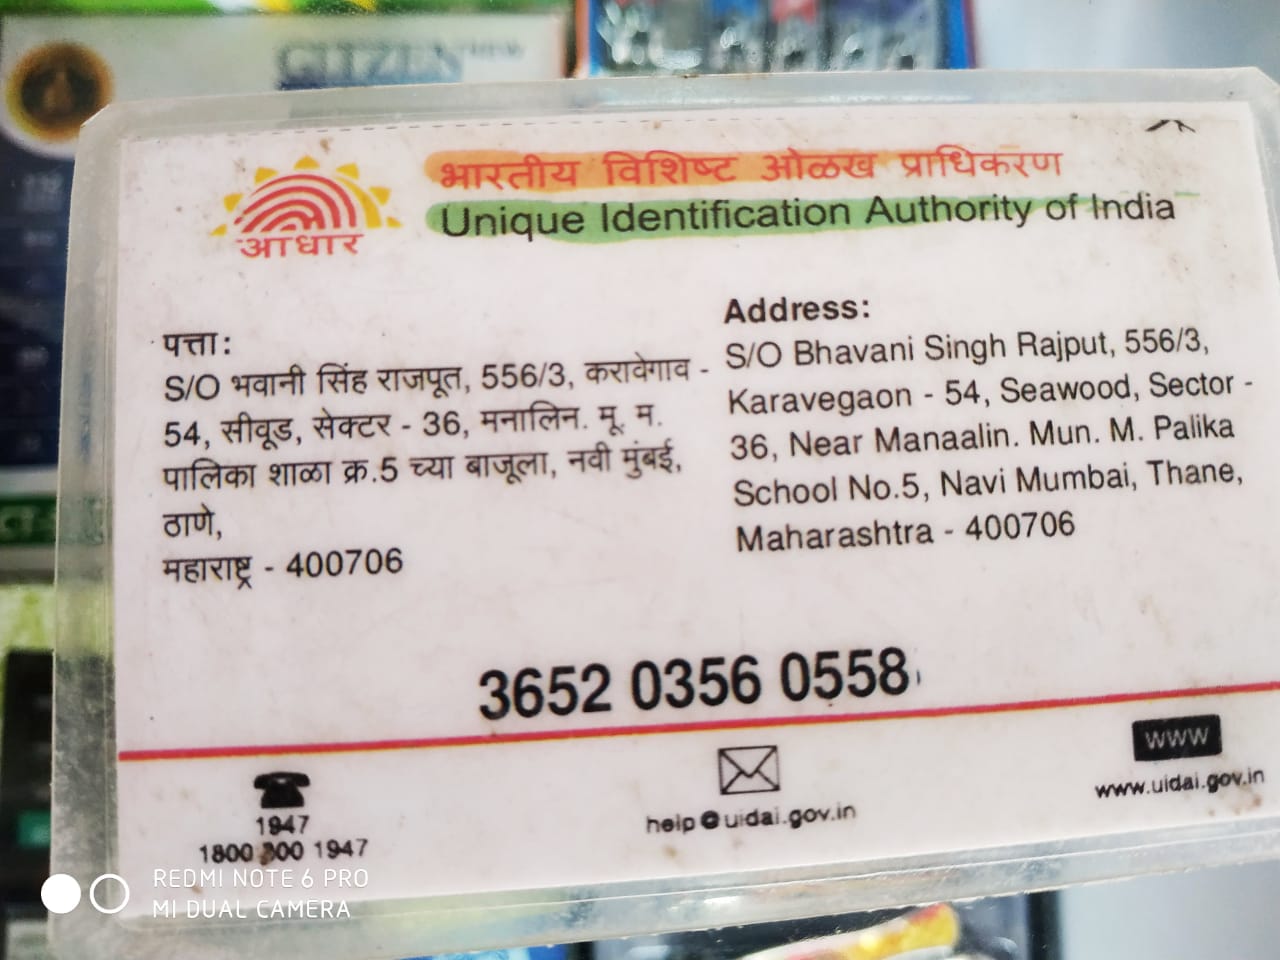 CITIZEN
भारतीय विशिष्ट ओळख प्राधिकरण
Unique Identification Authority of India
आधार
पत्ता:
S/O भवानी सिंह राजपूत, 556/3, करावेगाव -
54, सीवूड, सेक्टर - 36, मनालिन. मू. म.
पालिका शाळा क्र.5 च्या बाजूला, नवी मुंबई,
ठाणे,
महाराष्ट्र - 400706
Address:
S/O Bhavani Singh Rajput, 556/3,
Karavegaon - 54, Seawood, Sector -
36, Near Manaalin. Mun. M. Palika
School No.5, Navi Mumbai, Thane,
Maharashtra - 400706
3652 0356 0558
1947
1800 300 1947
help@uidai.gov.in
www
www.uidai.gov.in
REDMI NOTE 6 PRO
MI DUAL CAMERA